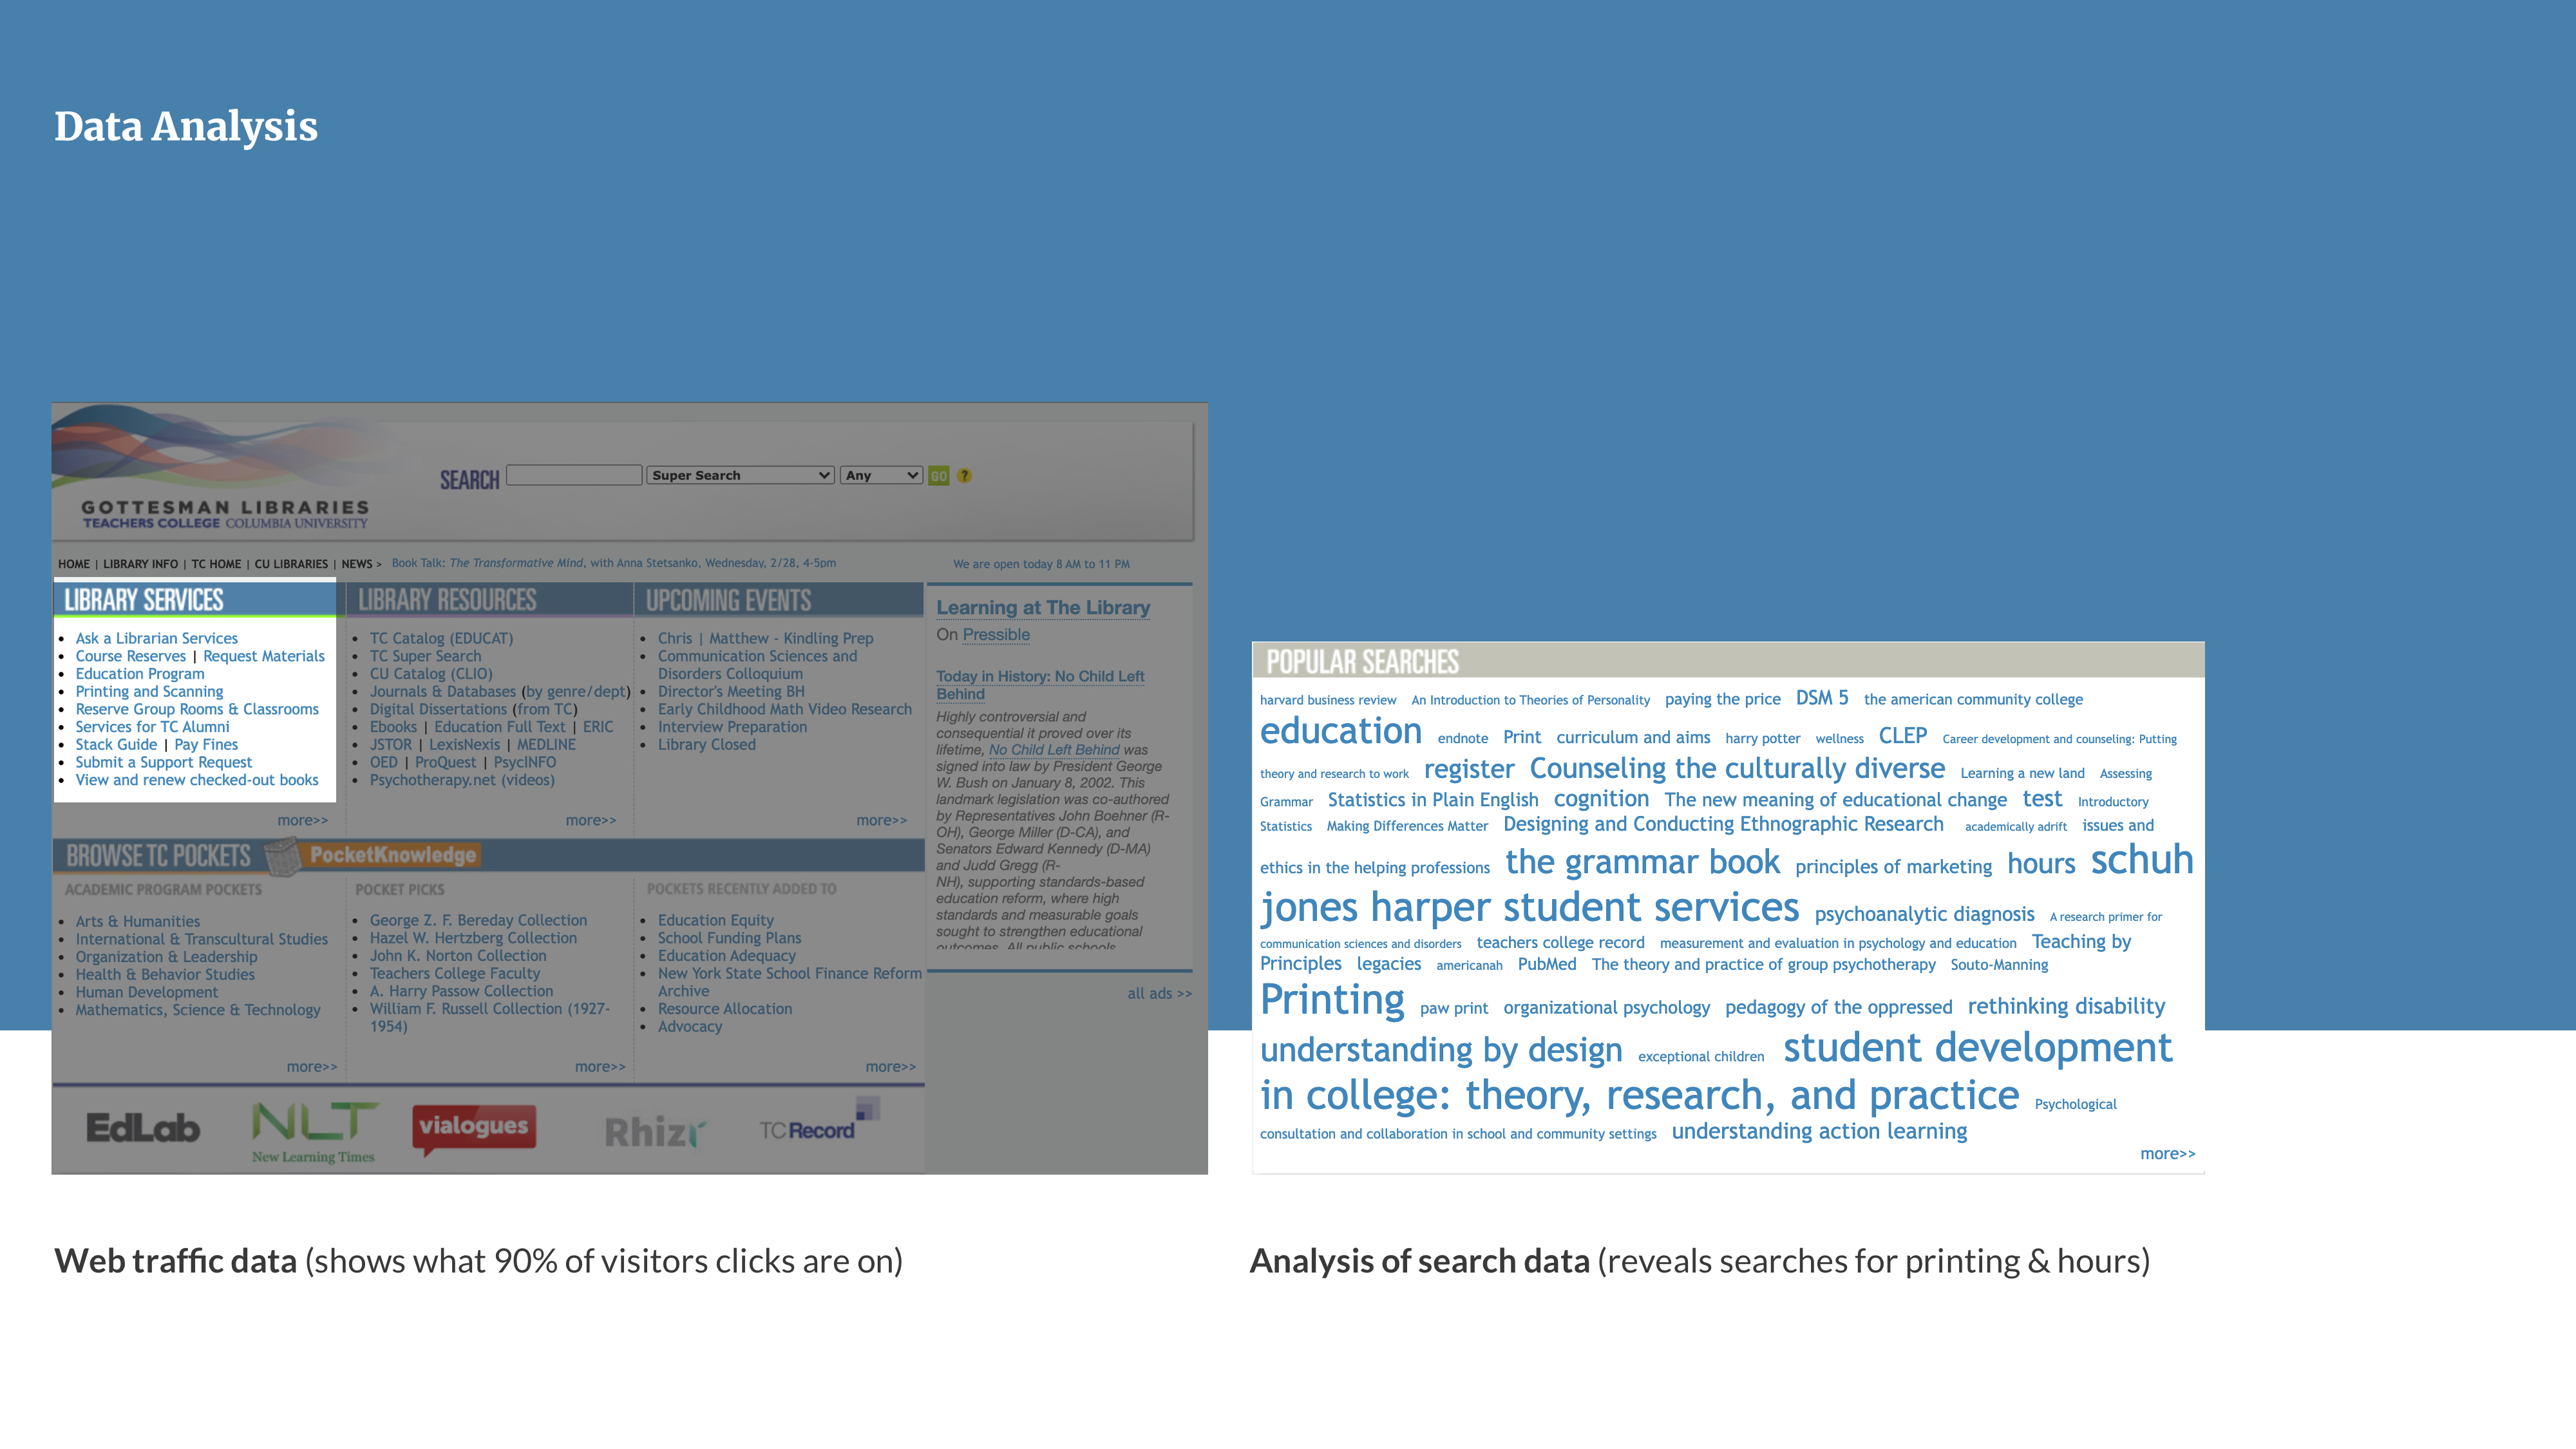 Data Analysis
SEARCH Super Search Any GO ?
GOTTESMAN LIBRARIES
TEACHERS COLLEGE COLUMBIA UNIVERSITY
HOME | LIBRARY INFO | TC HOME | CU LIBRARIES | NEWS > Book Talk: The Transformative Mind, with Anna Stetsanko, Wednesday, 2/28, 4-5pm
We are open today 8 AM to 11 PM
LIBRARY SERVICES
• Ask a Librarian Services
• Course Reserves | Request Materials
• Education Program
• Printing and Scanning
• Reserve Group Rooms & Classrooms
• Services for TC Alumni
• Stack Guide | Pay Fines
• Submit a Support Request
• View and renew checked-out books
more>>
LIBRARY RESOURCES
• TC Catalog (EDUCAT)
• TC Super Search
• CU Catalog (CLIO)
• Journals & Databases (by genre/dept)
• Digital Dissertations (from TC)
• Ebooks | Education Full Text | ERIC
• JSTOR | LexisNexis | MEDLINE
• OED | ProQuest | PsycINFO
• Psychotherapy.net (videos)
more>>
UPCOMING EVENTS
• Chris | Matthew - Kindling Prep
• Communication Sciences and
Disorders Colloquium
• Director's Meeting BH
• Early Childhood Math Video Research
• Interview Preparation
• Library Closed
more>>
Learning at The Library
On Pressible
Today in History: No Child Left
Behind
Highly controversial and
consequential it proved over its
lifetime, No Child Left Behind was
signed into law by President George
W. Bush on January 8, 2002. This
landmark legislation was co-authored
by Representatives John Boehner (R-
OH), George Miller (D-CA), and
Senators Edward Kennedy (D-MA)
and Judd Gregg (R-
NH), supporting standards-based
education reform, where high
standards and measurable goals
sought to strengthen educational
outcomes. All public schools
all ads >>
BROWSE TC POCKETS PocketKnowledge
ACADEMIC PROGRAM POCKETS
• Arts & Humanities
• International & Transcultural Studies
• Organization & Leadership
• Health & Behavior Studies
• Human Development
• Mathematics, Science & Technology
more>>
POCKET PICKS
• George Z. F. Bereday Collection
• Hazel W. Hertzberg Collection
• John K. Norton Collection
• Teachers College Faculty
• A. Harry Passow Collection
• William F. Russell Collection (1927-
1954)
more>>
POCKETS RECENTLY ADDED TO
• Education Equity
• School Funding Plans
• Education Adequacy
• New York State School Finance Reform
Archive
• Resource Allocation
• Advocacy
more>>
EdLab
NLT
New Learning Times
vialogues
Rhizr
TCRecord
POPULAR SEARCHES
harvard business review An Introduction to Theories of Personality paying the price DSM 5 the american community college
education endnote Print curriculum and aims harry potter wellness CLEP Career development and counseling: Putting
theory and research to work register Counseling the culturally diverse Learning a new land Assessing
Grammar Statistics in Plain English cognition The new meaning of educational change test Introductory
Statistics Making Differences Matter Designing and Conducting Ethnographic Research academically adrift issues and
ethics in the helping professions the grammar book principles of marketing hours schuh
jones harper student services psychoanalytic diagnosis A research primer for
communication sciences and disorders teachers college record measurement and evaluation in psychology and education Teaching by
Principles legacies americanah PubMed The theory and practice of group psychotherapy Souto-Manning
Printing paw print organizational psychology pedagogy of the oppressed rethinking disability
understanding by design exceptional children student development
in college: theory, research, and practice Psychological
consultation and collaboration in school and community settings understanding action learning
more>>
Web traffic data (shows what 90% of visitors clicks are on)
Analysis of search data (reveals searches for printing & hours)